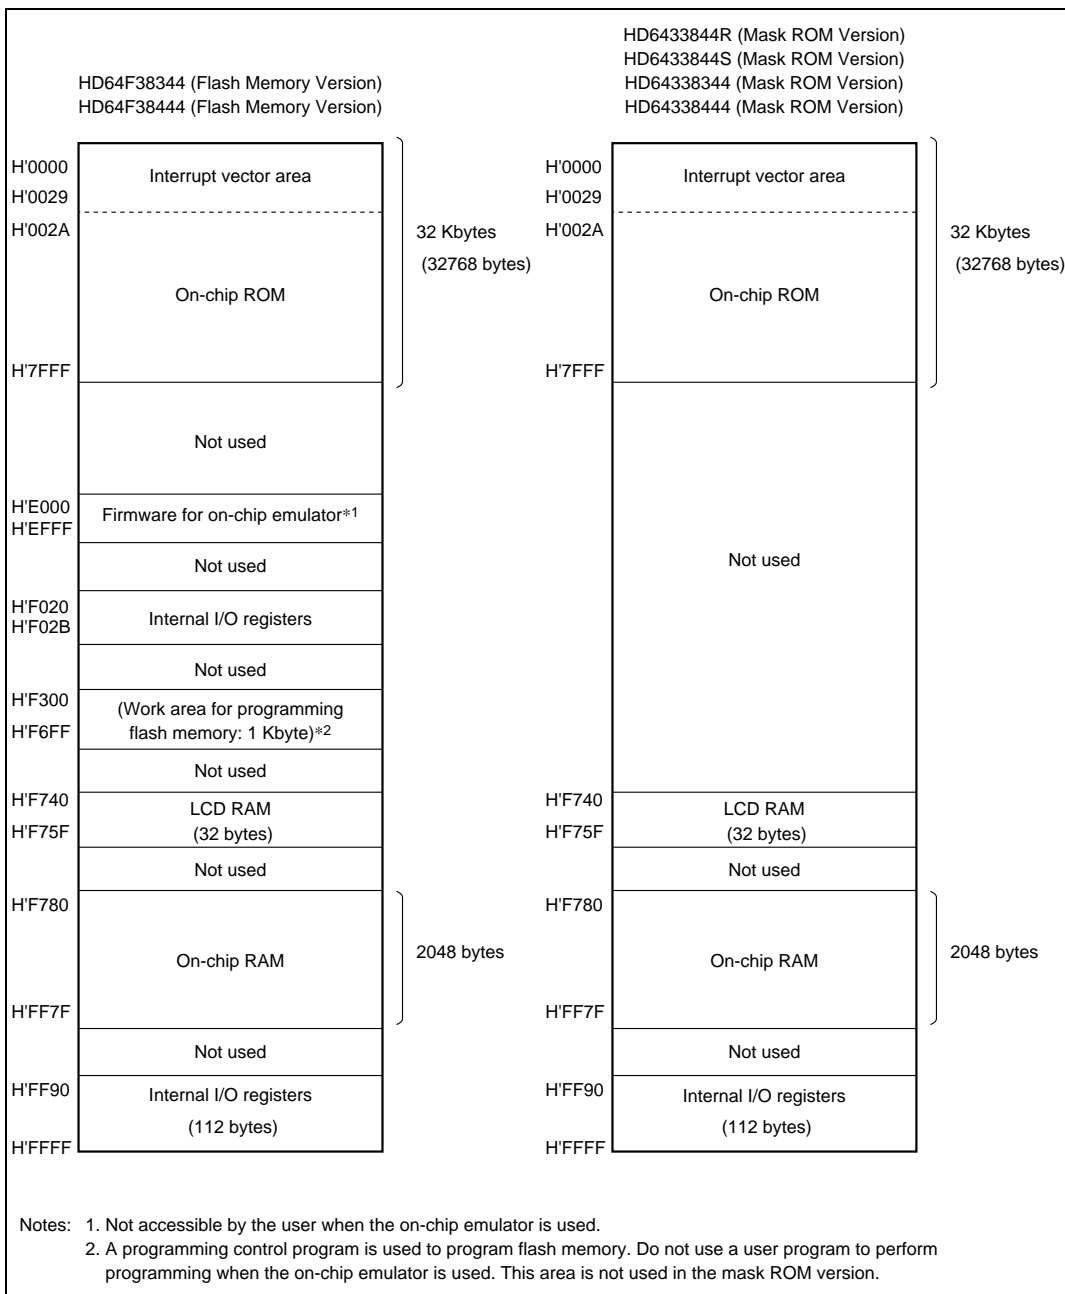 HD64F38344 (Flash Memory Version)
HD64F38444 (Flash Memory Version)
H'0000
Interrupt vector area
H'0029
H'002A
32 Kbytes
(32768 bytes)
On-chip ROM
H'7FFF
Not used
H'E000
Firmware for on-chip emulator*1
H'EFFF
Not used
H'F020
Internal I/O registers
H'F02B
Not used
H'F300
(Work area for programming
flash memory: 1 Kbyte)*2
H'F6FF
Not used
H'F740
LCD RAM
(32 bytes)
H'F75F
Not used
H'F780
On-chip RAM
2048 bytes
H'FF7F
Not used
H'FF90
Internal I/O registers
(112 bytes)
H'FFFF
HD6433844R (Mask ROM Version)
HD6433844S (Mask ROM Version)
HD64338344 (Mask ROM Version)
HD64338444 (Mask ROM Version)
H'0000
Interrupt vector area
H'0029
H'002A
32 Kbytes
(32768 bytes)
On-chip ROM
H'7FFF
Not used
H'F740
LCD RAM
(32 bytes)
H'F75F
Not used
H'F780
On-chip RAM
2048 bytes
H'FF7F
Not used
H'FF90
Internal I/O registers
(112 bytes)
H'FFFF
Notes: 1. Not accessible by the user when the on-chip emulator is used.
2. A programming control program is used to program flash memory. Do not use a user program to perform
programming when the on-chip emulator is used. This area is not used in the mask ROM version.